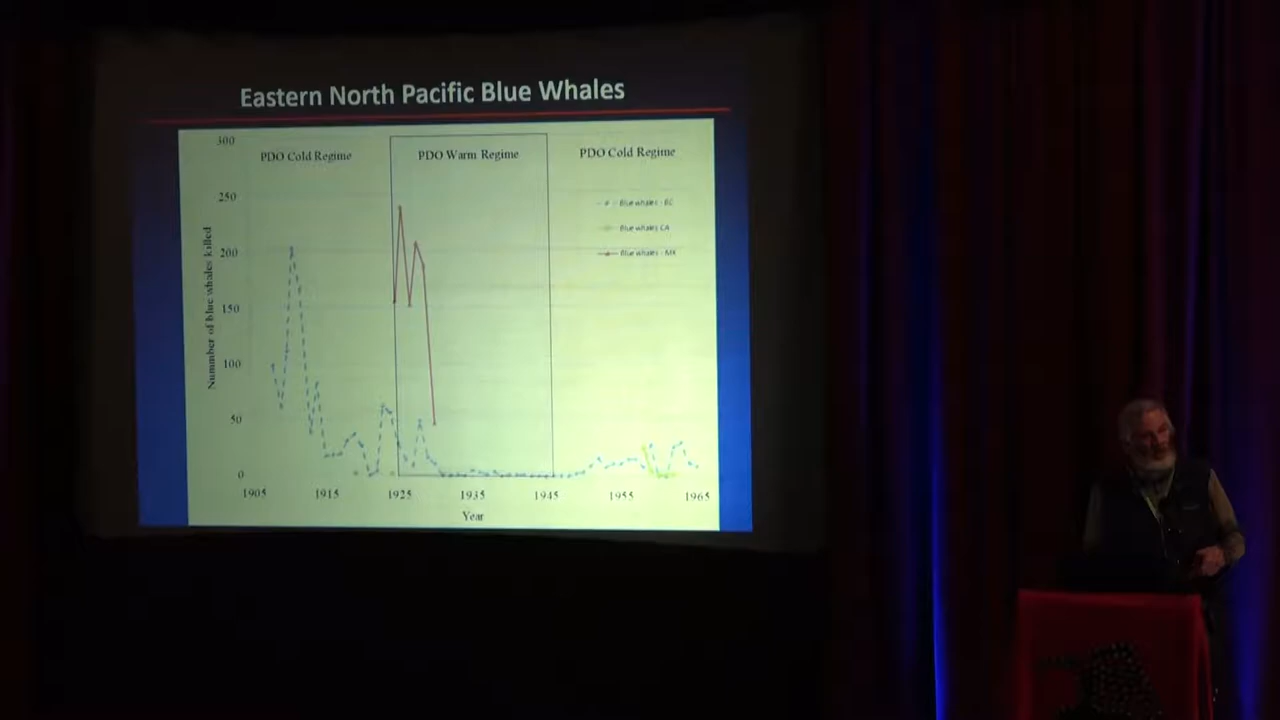 Eastern North Pacific Blue Whales
300
PDO Cold Regime
PDO Warm Regime
PDO Cold Regime
250
Blue whales - BC
Blue whales CA
200
Blue whales - MX
150
100
50
0
Number of blue whales killed
1905
1915
1925
1935
1945
1955
1965
Year